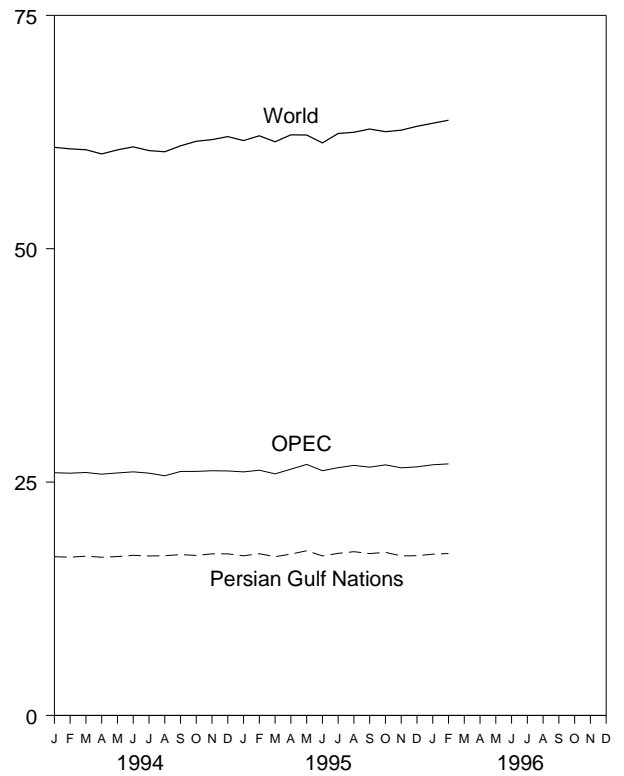 75
World
50
OPEC
25
Persian Gulf Nations
0
J F M A M J J A S O N D J F M A M J J A S O N D J F M A M J J A S O N D
1994 1995 1996